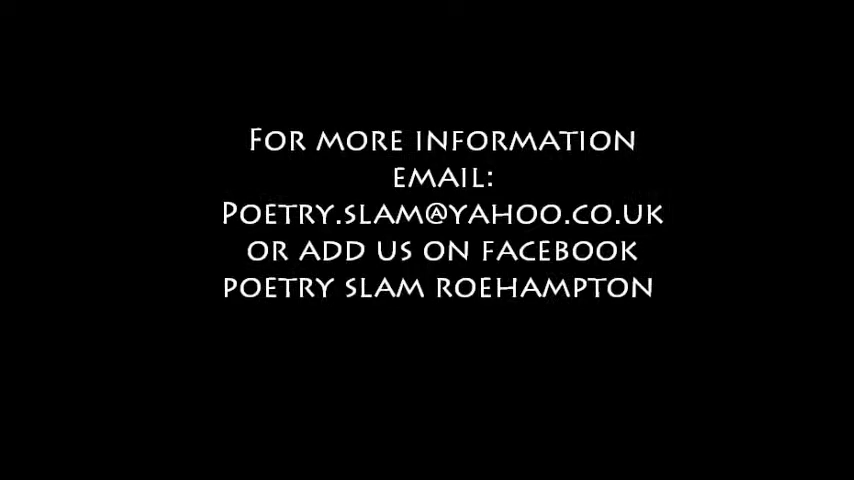 For more information
email:
Poetry.slam@yahoo.co.uk
or add us on facebook
poetry slam roehampton